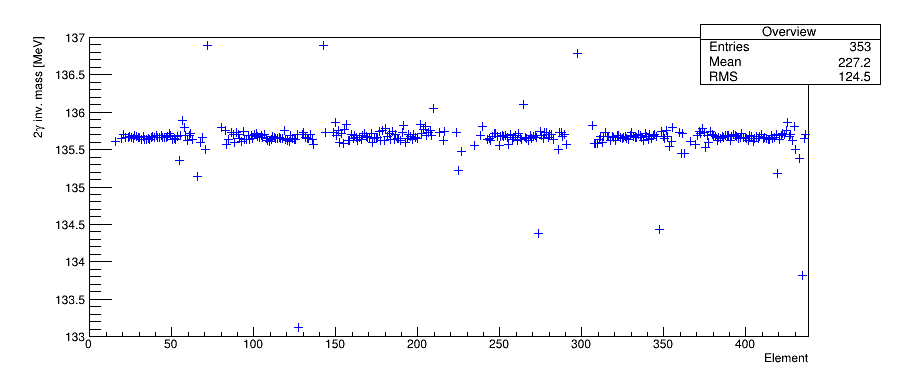 Overview
Entries 353
Mean 227.2
RMS 124.5
2γ inv. mass [MeV]
137
136.5
136
135.5
135
134.5
134
133.5
133
0 50 100 150 200 250 300 350 400
Element